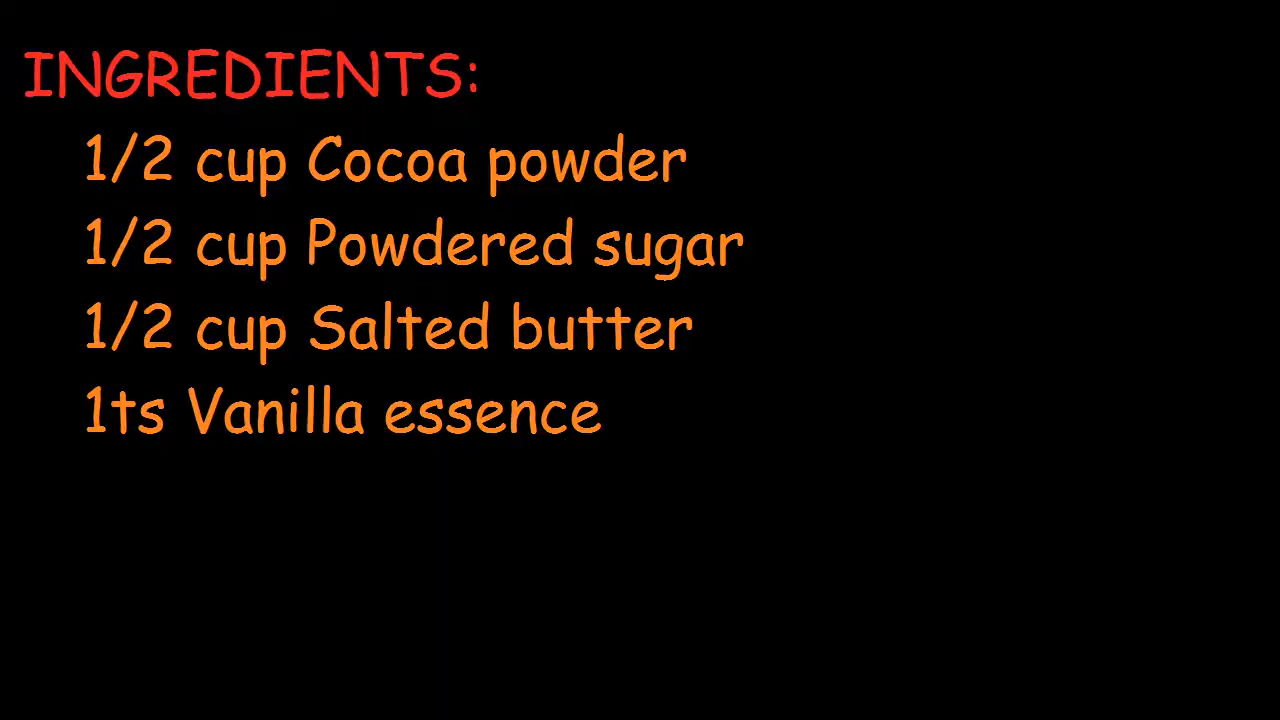 INGREDIENTS:
1/2 cup Cocoa powder
1/2 cup Powdered sugar
1/2 cup Salted butter
1ts Vanilla essence